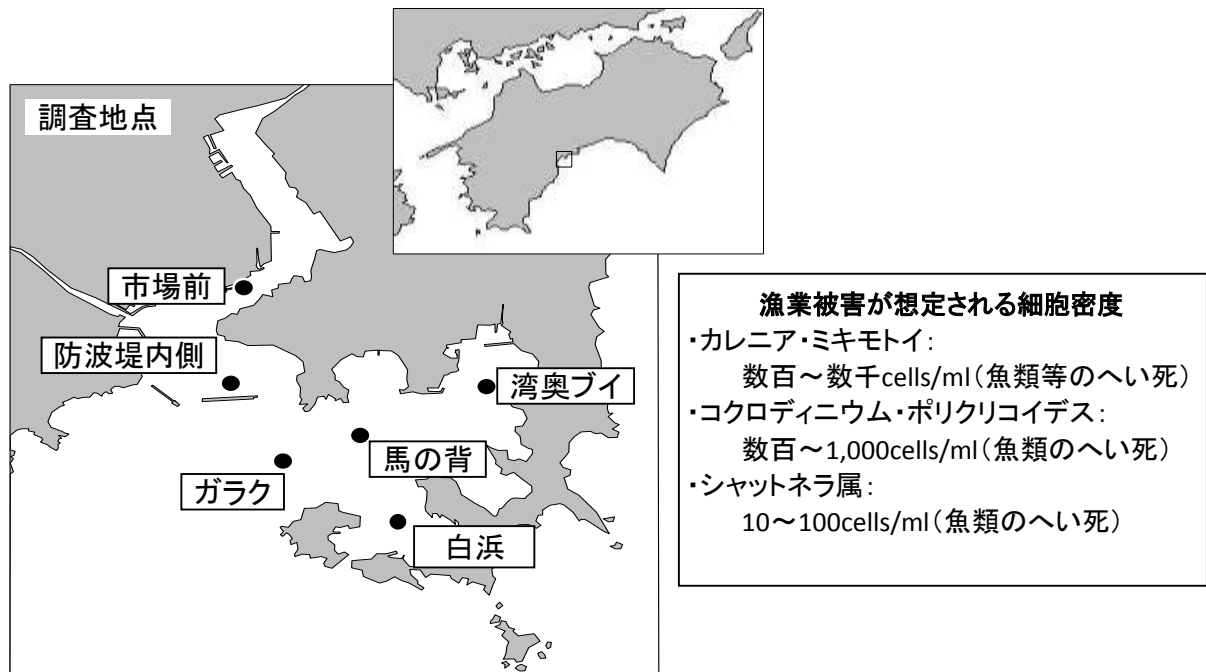 調査地点
市場前
防波堤内側
湾奥ブイ
馬の背
ガラク
白浜
漁業被害が想定される細胞密度
・カレニア・ミキモトイ:
数百～数千cells/ml(魚類等のへい死)
・コクロディニウム・ポリクリコイデス:
数百～1,000cells/ml(魚類のへい死)
・シャットネラ属:
10～100cells/ml(魚類のへい死)